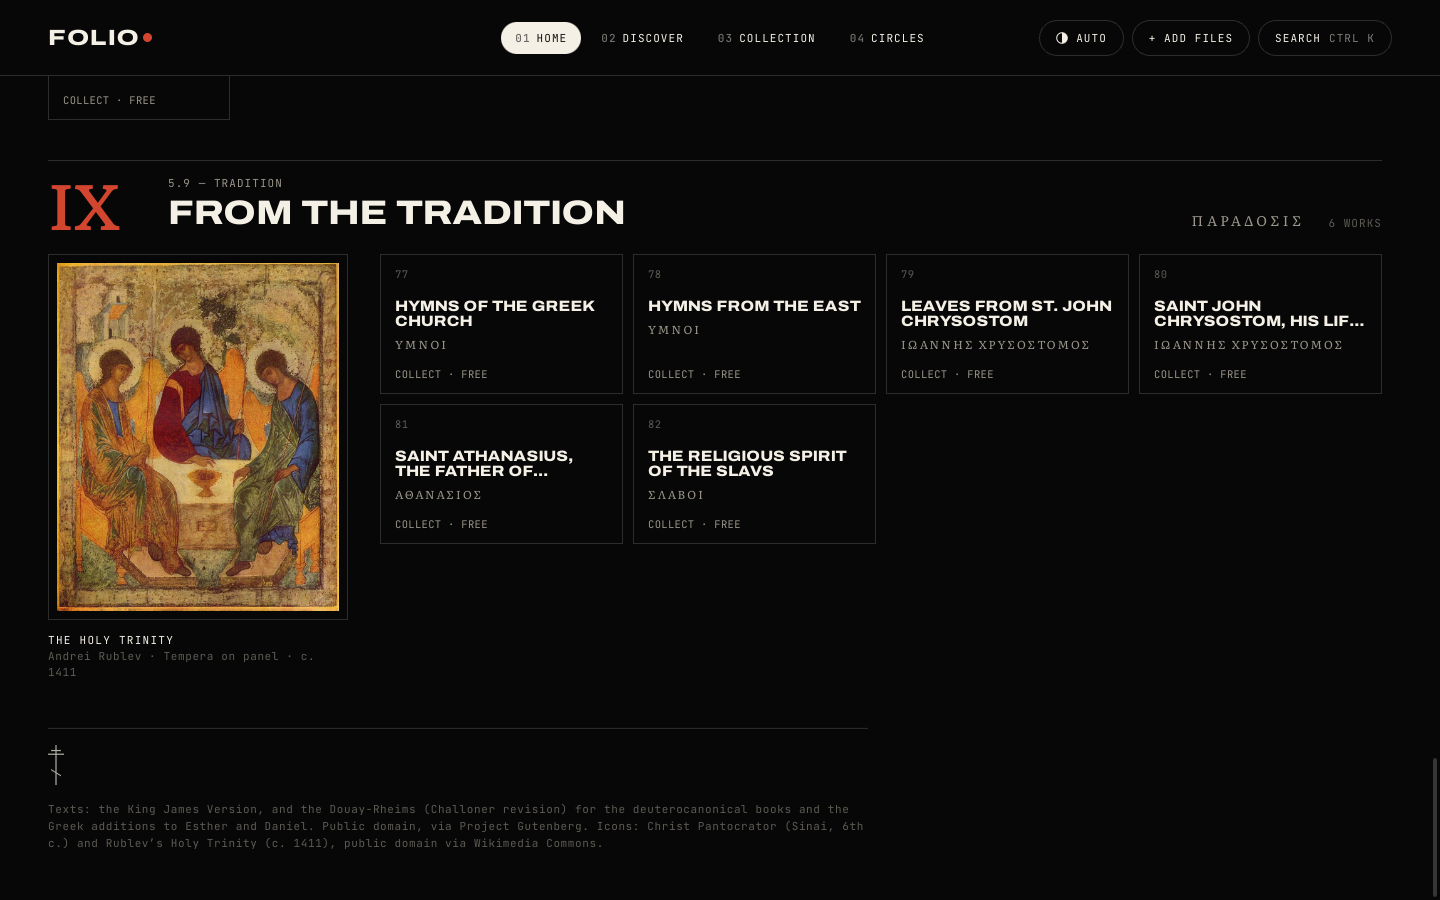 FOLIO
01 HOME
02 DISCOVER
03 COLLECTION
04 CIRCLES
AUTO
+ ADD FILES
SEARCH CTRL K
COLLECT · FREE
IX
5.9 — TRADITION
FROM THE TRADITION
ΠΑΡΑΔΟΣΙΣ
6 WORKS
77
HYMNS OF THE GREEK
CHURCH
ΥΜΝΟΙ
COLLECT · FREE
78
HYMNS FROM THE EAST
ΥΜΝΟΙ
COLLECT · FREE
79
LEAVES FROM ST. JOHN
CHRYSOSTOM
ΙΩΑΝΝΗΣ ΧΡΥΣΟΣΤΟΜΟΣ
COLLECT · FREE
80
SAINT JOHN
CHRYSOSTOM, HIS LIF...
ΙΩΑΝΝΗΣ ΧΡΥΣΟΣΤΟΜΟΣ
COLLECT · FREE
81
SAINT ATHANASIUS,
THE FATHER OF...
ΑΘΑΝΑΣΙΟΣ
COLLECT · FREE
82
THE RELIGIOUS SPIRIT
OF THE SLAVS
ΣΛΑΒΟΙ
COLLECT · FREE
THE HOLY TRINITY
Andrei Rublev · Tempera on panel · c.
1411
Texts: the King James Version, and the Douay-Rheims (Challoner revision) for the deuterocanonical books and the
Greek additions to Esther and Daniel. Public domain, via Project Gutenberg. Icons: Christ Pantocrator (Sinai, 6th
c.) and Rublev’s Holy Trinity (c. 1411), public domain via Wikimedia Commons.